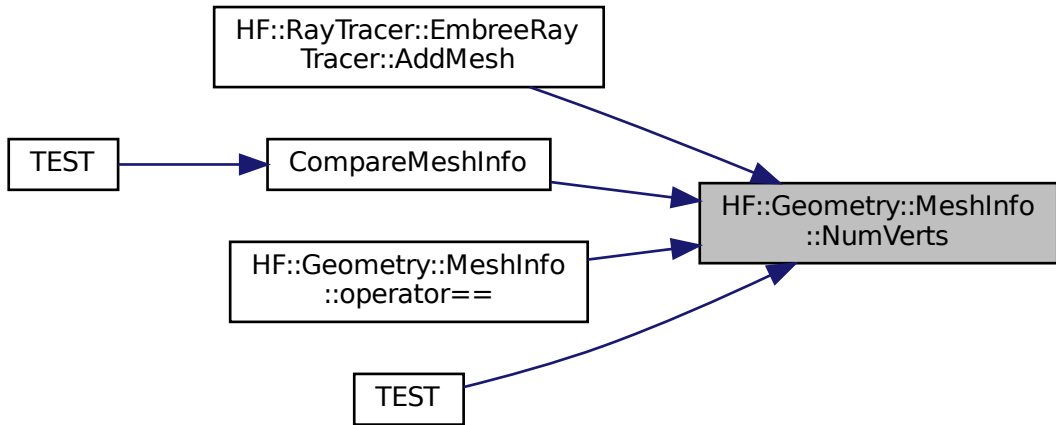 HF::RayTracer::EmbreeRay
Tracer::AddMesh
TEST
CompareMeshInfo
HF::Geometry::MeshInfo
::NumVerts
HF::Geometry::MeshInfo
::operator==
TEST